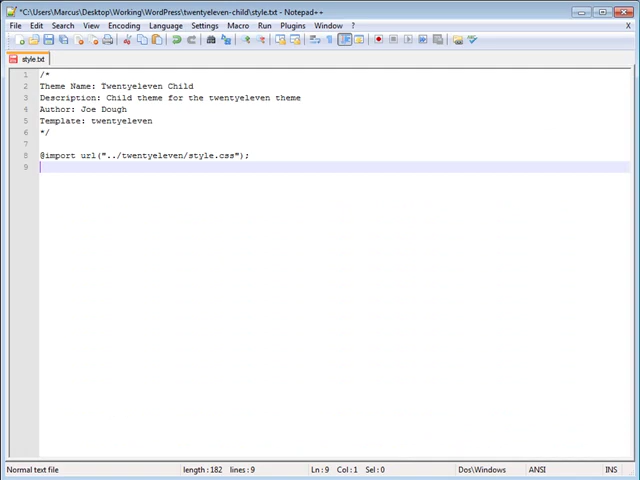 *C:\Users\Marcus\Desktop\Working\WordPress\twentyeleven-child\style.txt - Notepad++
File Edit Search View Encoding Language Settings Macro Run Plugins Window ? X
style.txt
1 /*
2 Theme Name: Twentyeleven Child
3 Description: Child theme for the twentyeleven theme
4 Author: Joe Dough
5 Template: twentyeleven
6 */
7
8 @import url("../twentyeleven/style.css");
9
Normal text file length : 182 lines : 9 Ln : 9 Col : 1 Sel : 0 Dos\Windows ANSI INS